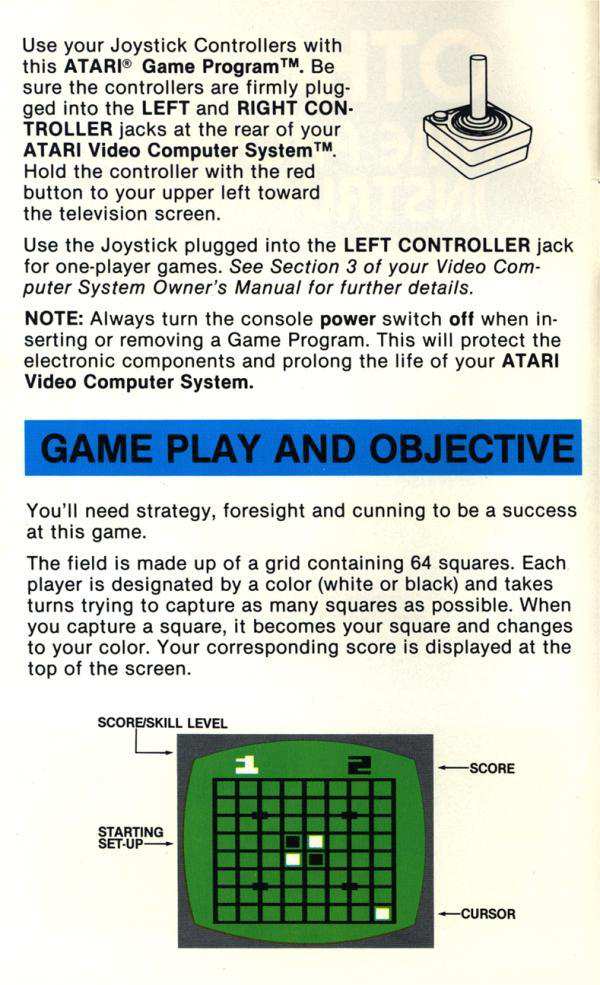 Use your Joystick Controllers with
this ATARI® Game Program™. Be
sure the controllers are firmly plug-
ged into the LEFT and RIGHT CON-
TROLLER jacks at the rear of your
ATARI Video Computer System™.
Hold the controller with the red
button to your upper left toward
the television screen.
Use the Joystick plugged into the LEFT CONTROLLER jack
for one-player games. See Section 3 of your Video Com-
puter System Owner's Manual for further details.
NOTE: Always turn the console power switch off when in-
serting or removing a Game Program. This will protect the
electronic components and prolong the life of your ATARI
Video Computer System.
GAME PLAY AND OBJECTIVE
You'll need strategy, foresight and cunning to be a success
at this game.
The field is made up of a grid containing 64 squares. Each
player is designated by a color (white or black) and takes
turns trying to capture as many squares as possible. When
you capture a square, it becomes your square and changes
to your color. Your corresponding score is displayed at the
top of the screen.
SCORE/SKILL LEVEL
1 2
SCORE
STARTING
SET-UP
CURSOR